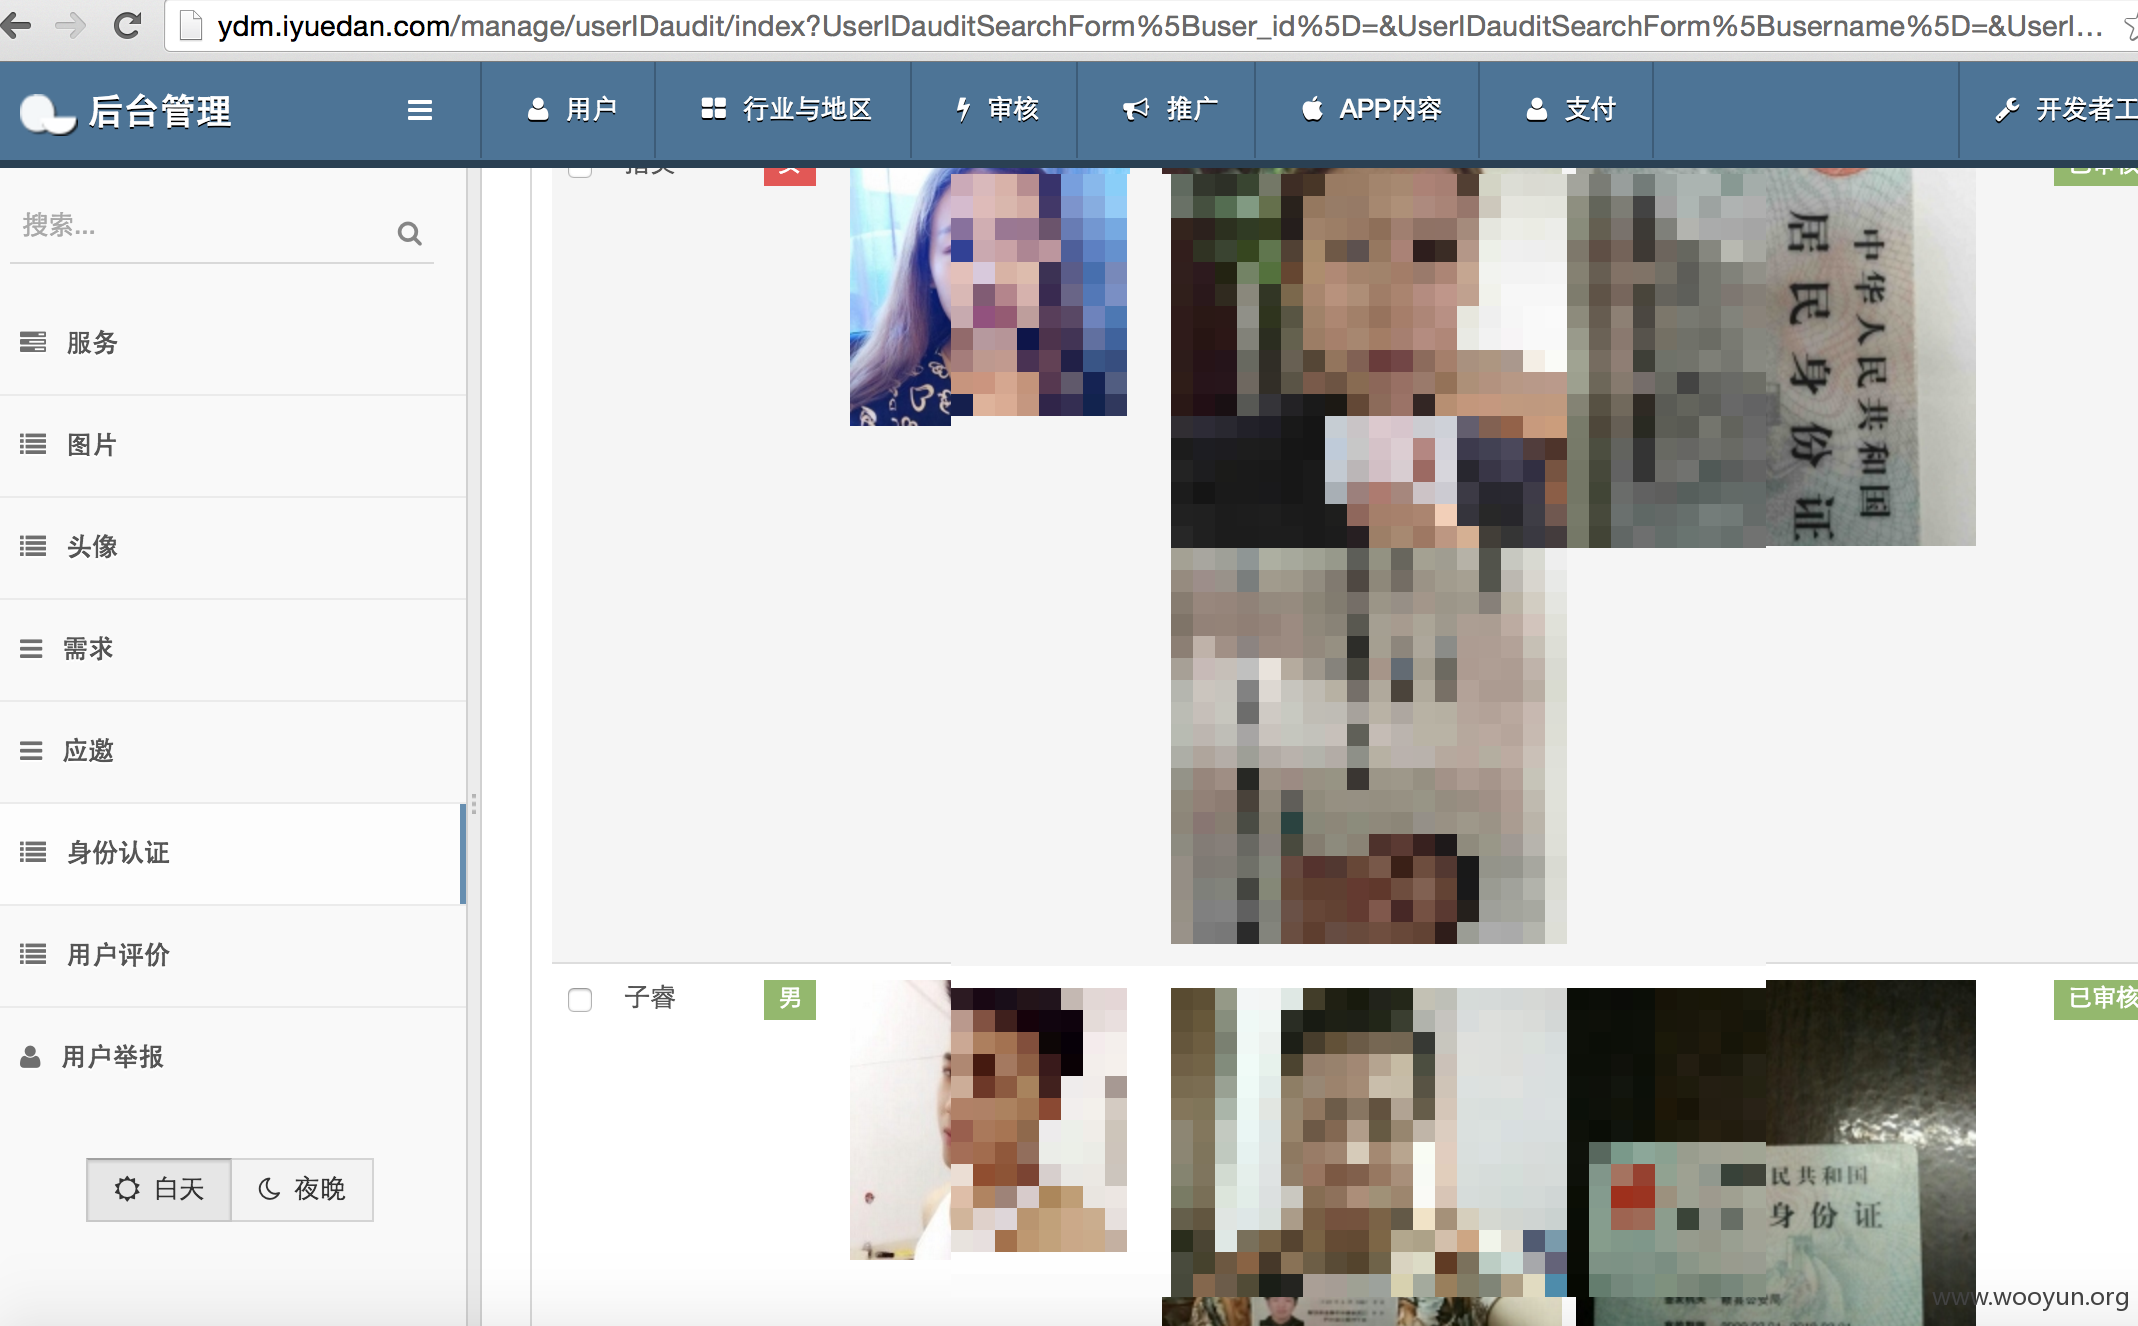 ydm.iyuedan.com/manage/userIDaudit/index?UserIDauditSearchForm%5Buser_id%5D=&UserIDauditSearchForm%5Busername%5D=&UserI...
后台管理
用户
行业与地区
审核
推广
APP内容
支付
开发者工
搜索...
服务
图片
头像
需求
应邀
身份认证
用户评价
用户举报
白天
夜晚
女
已审核
中华人民共和国
居民身份证
子睿
男
已审核
民共和国
身份证
www.wooyun.org